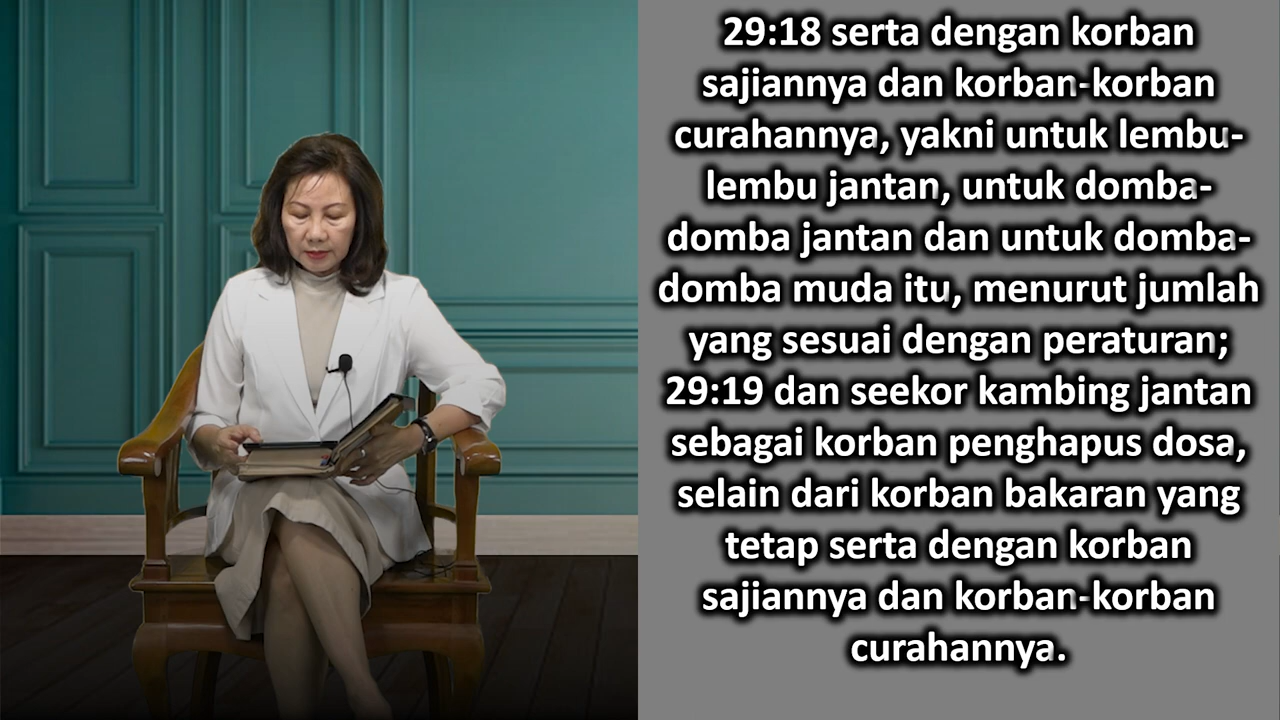 29:18 serta dengan korban
sajiannya dan korban-korban
curahannya, yakni untuk lembu-
lembu jantan, untuk domba-
domba jantan dan untuk domba-
domba muda itu, menurut jumlah
yang sesuai dengan peraturan;
29:19 dan seekor kambing jantan
sebagai korban penghapus dosa,
selain dari korban bakaran yang
tetap serta dengan korban
sajiannya dan korban-korban
curahannya.